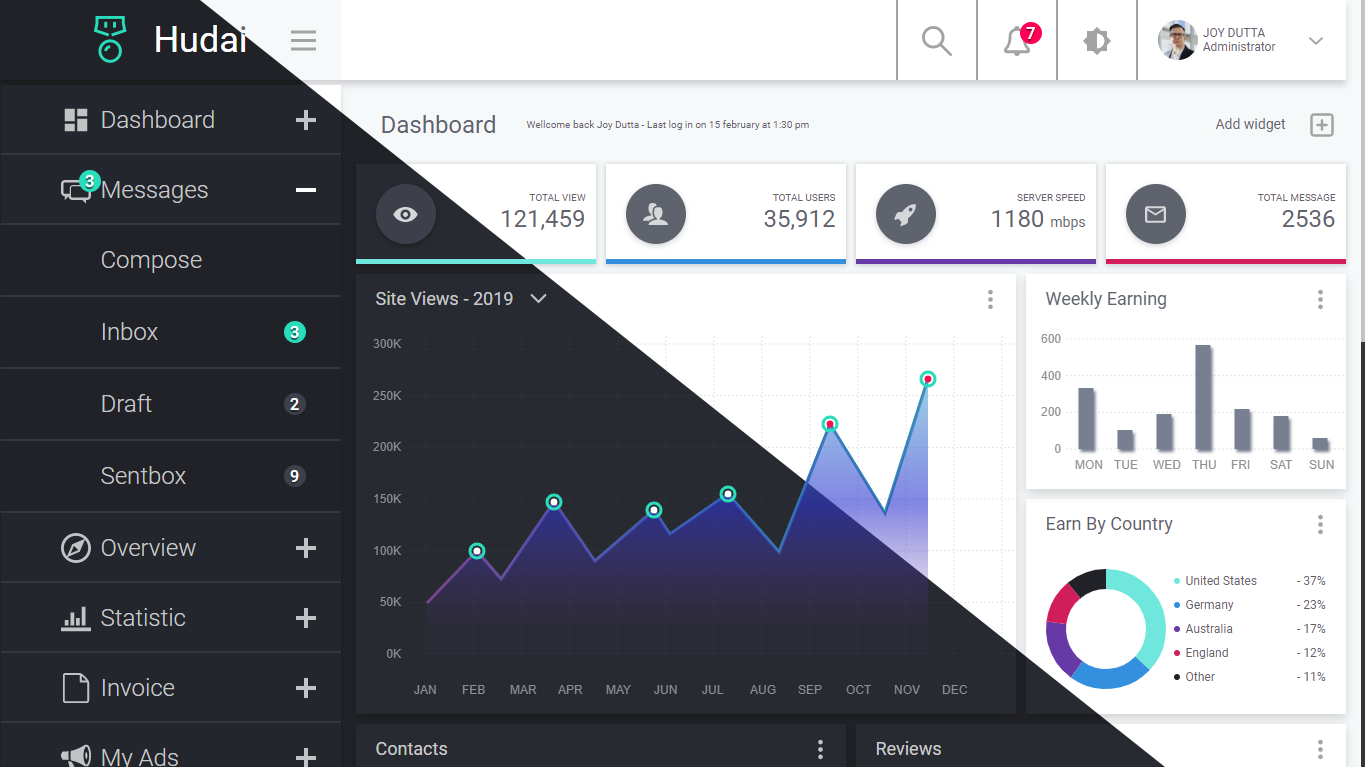 Hudai
7
JOY DUTTA
Administrator
Dashboard
3
Messages
Compose
Inbox 3
Draft 2
Sentbox 9
Overview
Statistic
Invoice
My Ads
Dashboard
Wellcome back Joy Dutta - Last log in on 15 february at 1:30 pm
Add widget
TOTAL VIEW
121,459
TOTAL USERS
35,912
SERVER SPEED
1180 mbps
TOTAL MESSAGE
2536
Site Views - 2019
300K
250K
200K
150K
100K
50K
0K
JAN FEB MAR APR MAY JUN JUL AUG SEP OCT NOV DEC
Weekly Earning
600
400
200
0
MON TUE WED THU FRI SAT SUN
Earn By Country
United States - 37%
Germany - 23%
Australia - 17%
England - 12%
Other - 11%
Contacts
Reviews